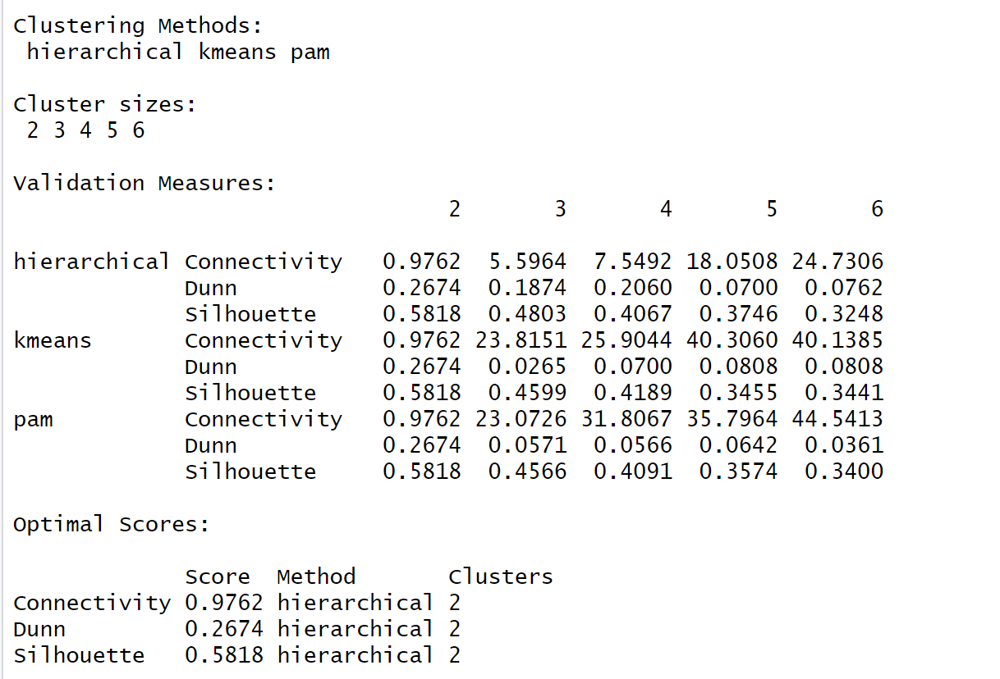 Clustering Methods:
 hierarchical kmeans pam
Cluster sizes:
 2 3 4 5 6
Validation Measures:
                                 2       3       4       5       6
hierarchical Connectivity   0.9762  5.5964  7.5492 18.0508 24.7306
             Dunn           0.2674  0.1874  0.2060  0.0700  0.0762
             Silhouette     0.5818  0.4803  0.4067  0.3746  0.3248
kmeans       Connectivity   0.9762 23.8151 25.9044 40.3060 40.1385
             Dunn           0.2674  0.0265  0.0700  0.0808  0.0808
             Silhouette     0.5818  0.4599  0.4189  0.3455  0.3441
pam          Connectivity   0.9762 23.0726 31.8067 35.7964 44.5413
             Dunn           0.2674  0.0571  0.0566  0.0642  0.0361
             Silhouette     0.5818  0.4566  0.4091  0.3574  0.3400
Optimal Scores:
             Score  Method       Clusters
Connectivity 0.9762 hierarchical 2
Dunn         0.2674 hierarchical 2
Silhouette   0.5818 hierarchical 2